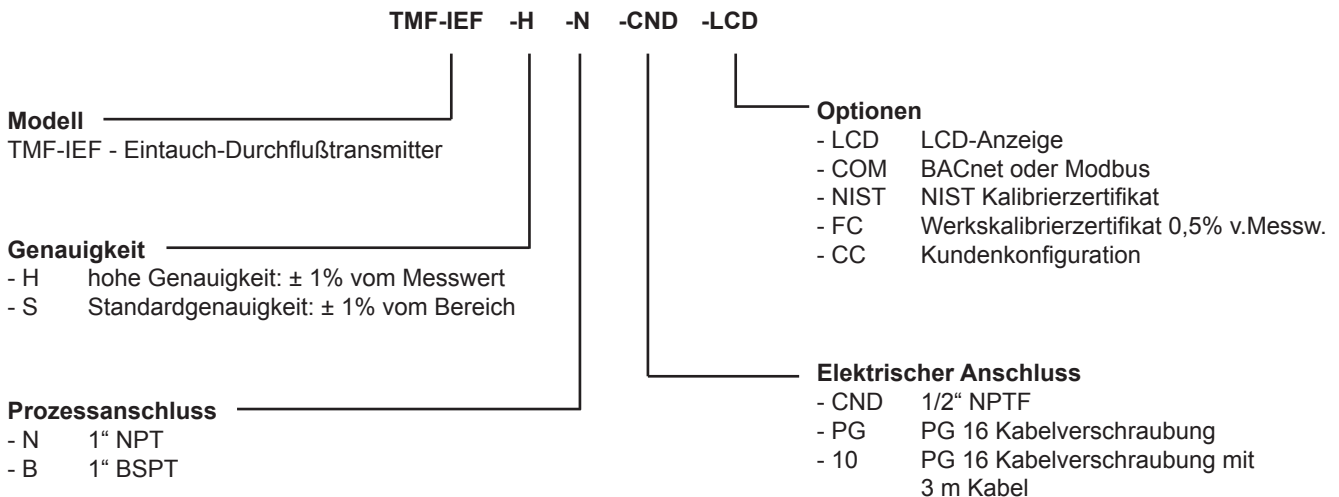 TMF-IEF -H -N -CND -LCD
Modell
TMF-IEF - Eintauch-Durchflußtransmitter
Genauigkeit
- H hohe Genauigkeit: ± 1% vom Messwert
- S Standardgenauigkeit: ± 1% vom Bereich
Prozessanschluss
- N 1“ NPT
- B 1“ BSPT
Optionen
- LCD LCD-Anzeige
- COM BACnet oder Modbus
- NIST NIST Kalibrierzertifikat
- FC Werkskalibrierzertifikat 0,5% v.Messw.
- CC Kundenkonfiguration
Elektrischer Anschluss
- CND 1/2“ NPTF
- PG PG 16 Kabelverschraubung
- 10 PG 16 Kabelverschraubung mit
3 m Kabel